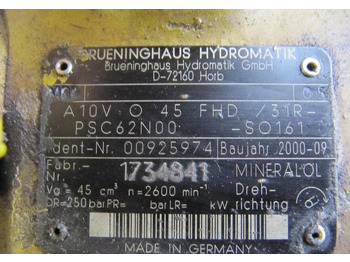 BRUENINGHAUS HYDROMATIK
Brueninghaus Hydromatik GmbH
D-72160 Horb
A10V O 45 FHD /31R-
PSC62N00 -SO161
Ident-Nr. 00925974 Baujahr 2000-09
Fabr.-
Nr. 1734841 MINERALÖL
Vg = 45 cm³ n=2600 min⁻¹ Dreh-
DR=250 bar PR= bar LR= kW richtung
MADE IN GERMANY